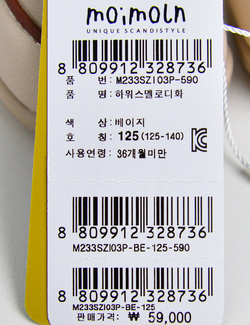 moimoln
UNIQUE SCANDISTYLE
8 809912 328736
품 번: M233SZI03P-590
품 명: 하위스멜로디화
색 상: 베이지
호 칭: 125 (125-140)
사용연령: 36개월미만
8 809912 328736
M233SZI03P-BE-125-590
8 809912 328736
M233SZI03P-BE-125
판매가격: ₩ 59,000